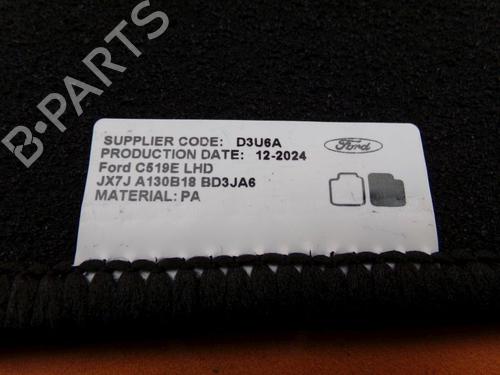 B-PARTS
SUPPLIER CODE: D3U6A
Ford
PRODUCTION DATE: 12-2024
Ford C519E LHD
JX7J A130B18 BD3JA6
MATERIAL: PA